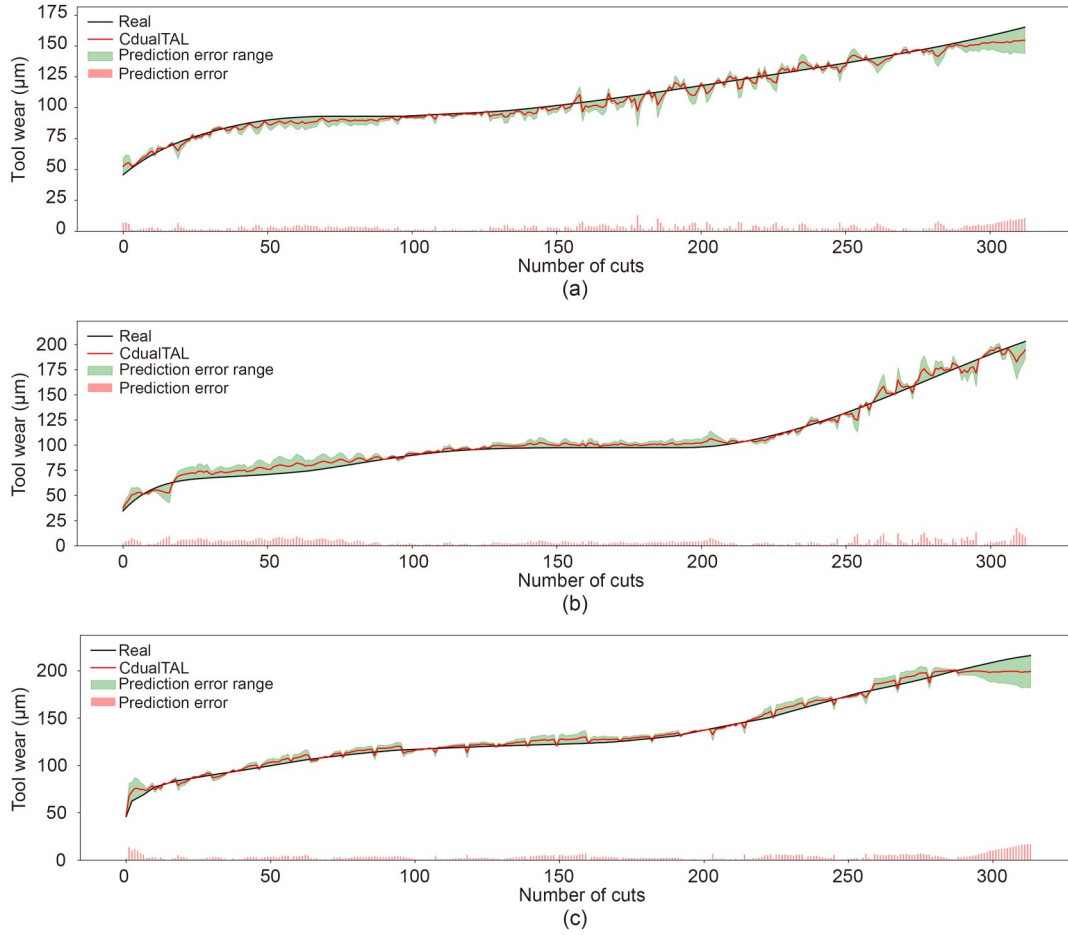 175
150
125
100
75
50
25
0
Tool wear (μm)
Real
CdualTAL
Prediction error range
Prediction error
0 50 100 150 200 250 300
Number of cuts
(a)
200
175
150
125
100
75
50
25
0
Tool wear (μm)
Real
CdualTAL
Prediction error range
Prediction error
0 50 100 150 200 250 300
Number of cuts
(b)
200
150
100
50
0
Tool wear (μm)
Real
CdualTAL
Prediction error range
Prediction error
0 50 100 150 200 250 300
Number of cuts
(c)